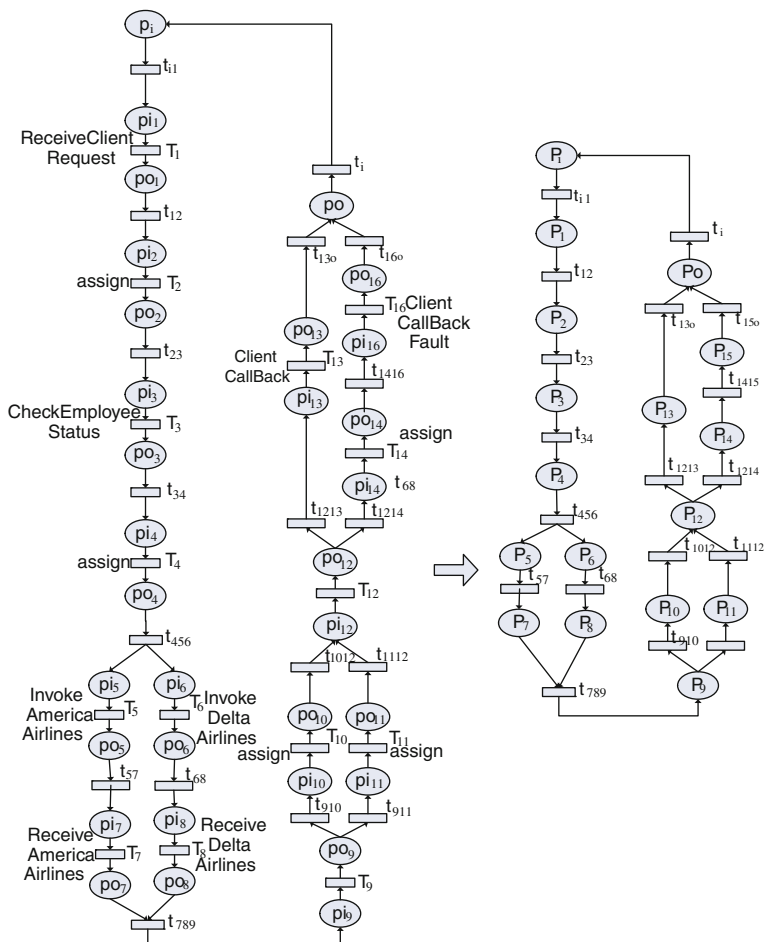 pi
ti1
pi1
ReceiveClient
Request
T1
po1
t12
pi2
assign
T2
po2
t23
pi3
CheckEmployee
Status
T3
po3
t34
pi4
assign
T4
po4
t456
pi5
pi6
Invoke
America
Airlines
T5
T6
Invoke
Delta
Airlines
po5
po6
t57
t68
pi7
pi8
Receive
America
Airlines
T7
T8
Receive
Delta
Airlines
po7
po8
t789
ti
po
t13o
t16o
po16
T16
Client
CallBack
Fault
po13
pi16
Client
CallBack
T13
t1416
pi13
po14
assign
T14
pi14
t68
t1213
t1214
po12
T12
pi12
t1012
t1112
po10
po11
assign
T10
T11
assign
pi10
pi11
t910
t911
po9
T9
pi9
Pi
ti1
P1
t12
P2
t23
P3
t34
P4
t456
P5
P6
t57
t68
P7
P8
t789
ti
Po
t13o
t15o
P15
t1415
P13
P14
t1213
t1214
P12
t1012
t1112
P10
P11
t910
P9